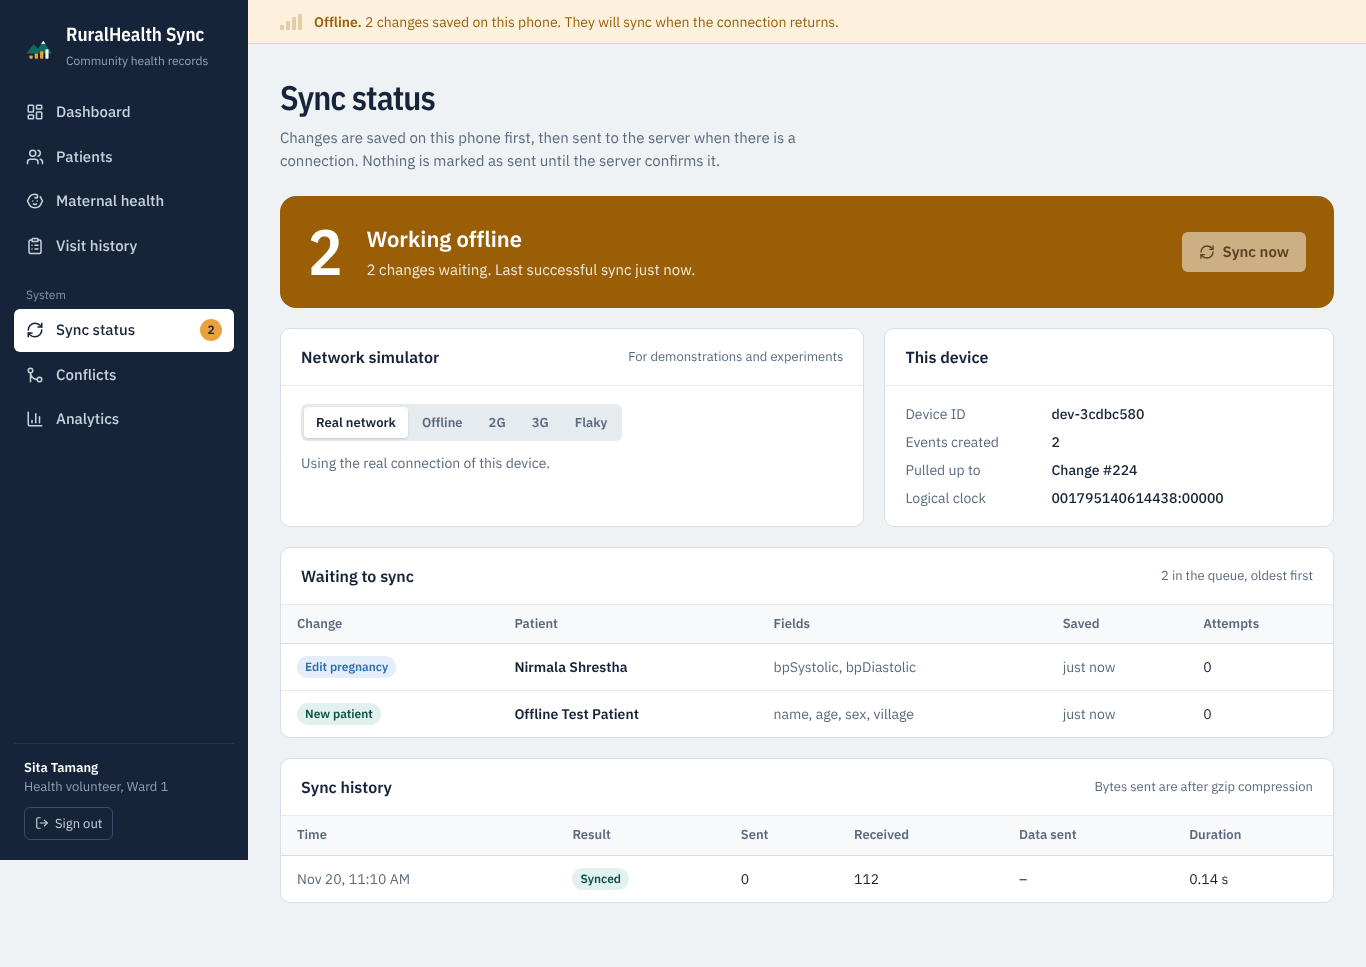 RuralHealth Sync
Community health records
Dashboard
Patients
Maternal health
Visit history
System
Sync status 2
Conflicts
Analytics
Sita Tamang
Health volunteer, Ward 1
Sign out
Offline. 2 changes saved on this phone. They will sync when the connection returns.
Sync status
Changes are saved on this phone first, then sent to the server when there is a
connection. Nothing is marked as sent until the server confirms it.
2
Working offline
2 changes waiting. Last successful sync just now.
Sync now
Network simulator For demonstrations and experiments
Real network Offline 2G 3G Flaky
Using the real connection of this device.
This device
Device ID dev-3cdbc580
Events created 2
Pulled up to Change #224
Logical clock 001795140614438:00000
Waiting to sync 2 in the queue, oldest first
Change Patient Fields Saved Attempts
Edit pregnancy Nirmala Shrestha bpSystolic, bpDiastolic just now 0
New patient Offline Test Patient name, age, sex, village just now 0
Sync history Bytes sent are after gzip compression
Time Result Sent Received Data sent Duration
Nov 20, 11:10 AM Synced 0 112 – 0.14 s